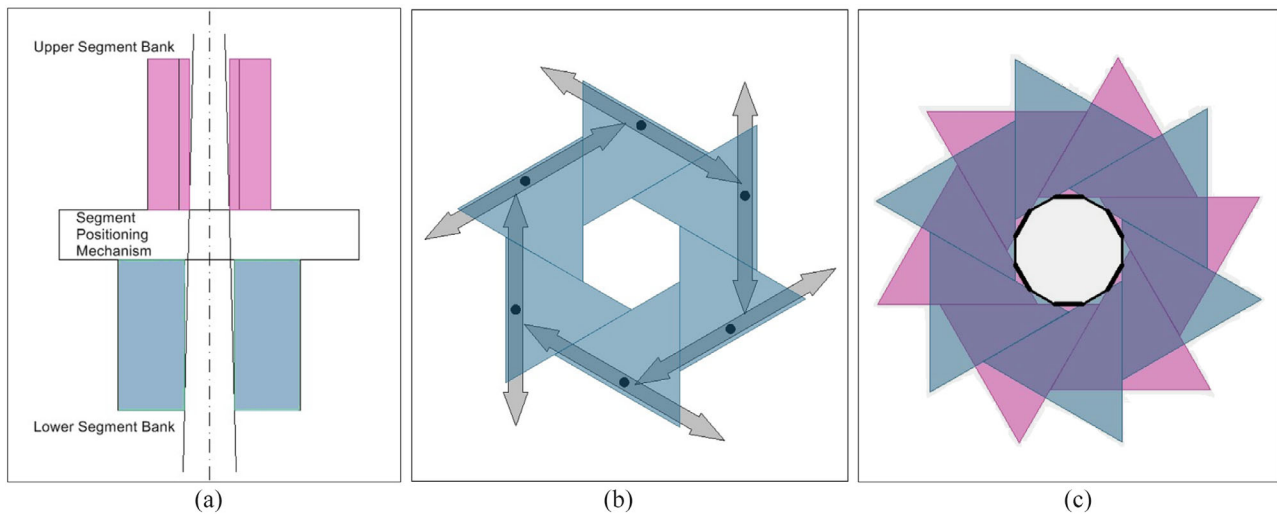 Upper Segment Bank
Segment
Positioning
Mechanism
Lower Segment Bank
(a)
(b)
(c)